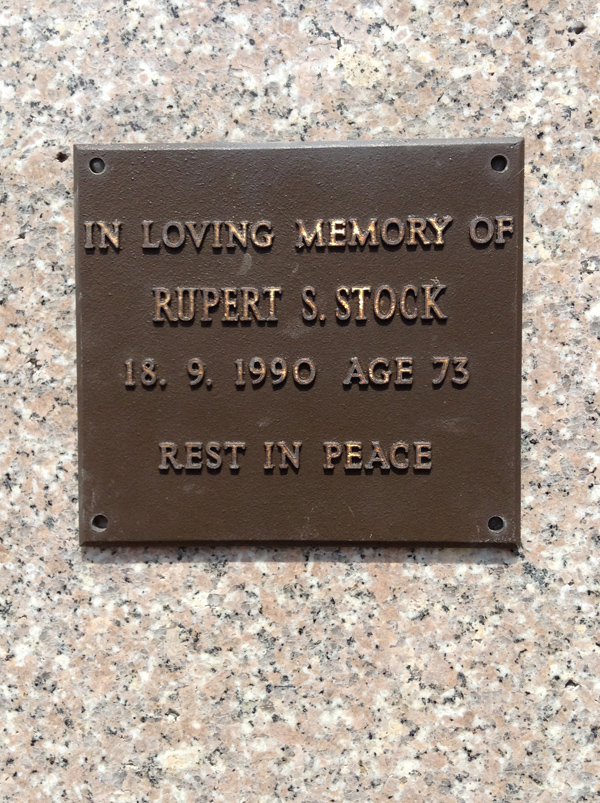 IN LOVING MEMORY OF
RUPERT S. STOCK
18. 9. 1990 AGE 73
REST IN PEACE